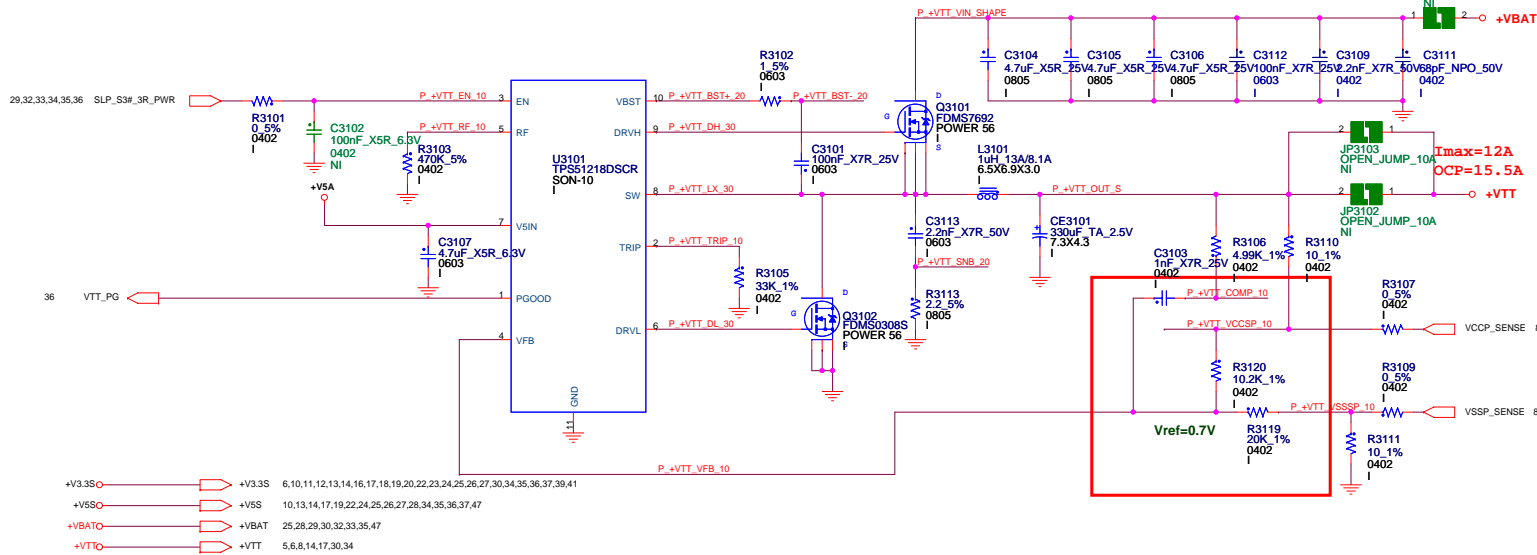 NI
1
2
+VBAT
P_+VTT_VIN_SHAPE
C3104
4.7uF_X5R_25V
0805
I
C3105
4.7uF_X5R_25V
0805
I
C3106
4.7uF_X5R_25V
0805
I
C3112
100nF_X7R_25V
0603
I
C3109
2.2nF_X7R_50V
0402
I
C3111
68pF_NPO_50V
0402
I
29,32,33,34,35,36 SLP_S3#_3R_PWR
R3101
0_5%
0402
I
P_+VTT_EN_10
C3102
100nF_X5R_6.3V
0402
NI
P_+VTT_RF_10
R3103
470K_5%
0402
I
+V5A
C3107
4.7uF_X5R_6.3V
0603
I
36 VTT_PG
3 EN
5 RF
7 V5IN
1 PGOOD
4 VFB
U3101
TPS51218DSCR
SON-10
I
VBST 10
DRVH 9
SW 8
TRIP 2
DRVL 6
GND
11
R3102
1_5%
0603
I
P_+VTT_BST+_20
P_+VTT_BST-_20
P_+VTT_DH_30
C3101
100nF_X7R_25V
0603
I
D
G
S
Q3101
FDMS7692
POWER 56
I
L3101
1uH_13A/8.1A
6.5X6.9X3.0
I
P_+VTT_LX_30
P_+VTT_OUT_S
P_+VTT_TRIP_10
R3105
33K_1%
0402
I
P_+VTT_DL_30
D
G
S
Q3102
FDMS0308S
POWER 56
I
C3113
2.2nF_X7R_50V
0603
I
P_+VTT_SNB_20
R3113
2.2_5%
0805
I
CE3101
330uF_TA_2.5V
7.3X4.3
I
2
1
JP3103
OPEN_JUMP_10A
NI
Imax=12A
OCP=15.5A
2
1
+VTT
JP3102
OPEN_JUMP_10A
NI
C3103
1nF_X7R_25V
0402
I
R3106
4.99K_1%
0402
I
R3110
10_1%
0402
I
P_+VTT_COMP_10
P_+VTT_VCCSP_10
R3107
0_5%
0402
I
VCCP_SENSE 8
R3120
10.2K_1%
0402
I
R3109
0_5%
0402
I
P_+VTT_VSSSP_10
VSSP_SENSE 8
Vref=0.7V
R3119
20K_1%
0402
I
R3111
10_1%
0402
I
P_+VTT_VFB_10
+V3.3S +V3.3S 6,10,11,12,13,14,16,17,18,19,20,22,23,24,25,26,27,30,34,35,36,37,39,41
+V5S +V5S 10,13,14,17,19,22,24,25,26,27,28,34,35,36,37,47
+VBAT +VBAT 25,28,29,30,32,33,35,47
+VTT +VTT 5,6,8,14,17,30,34